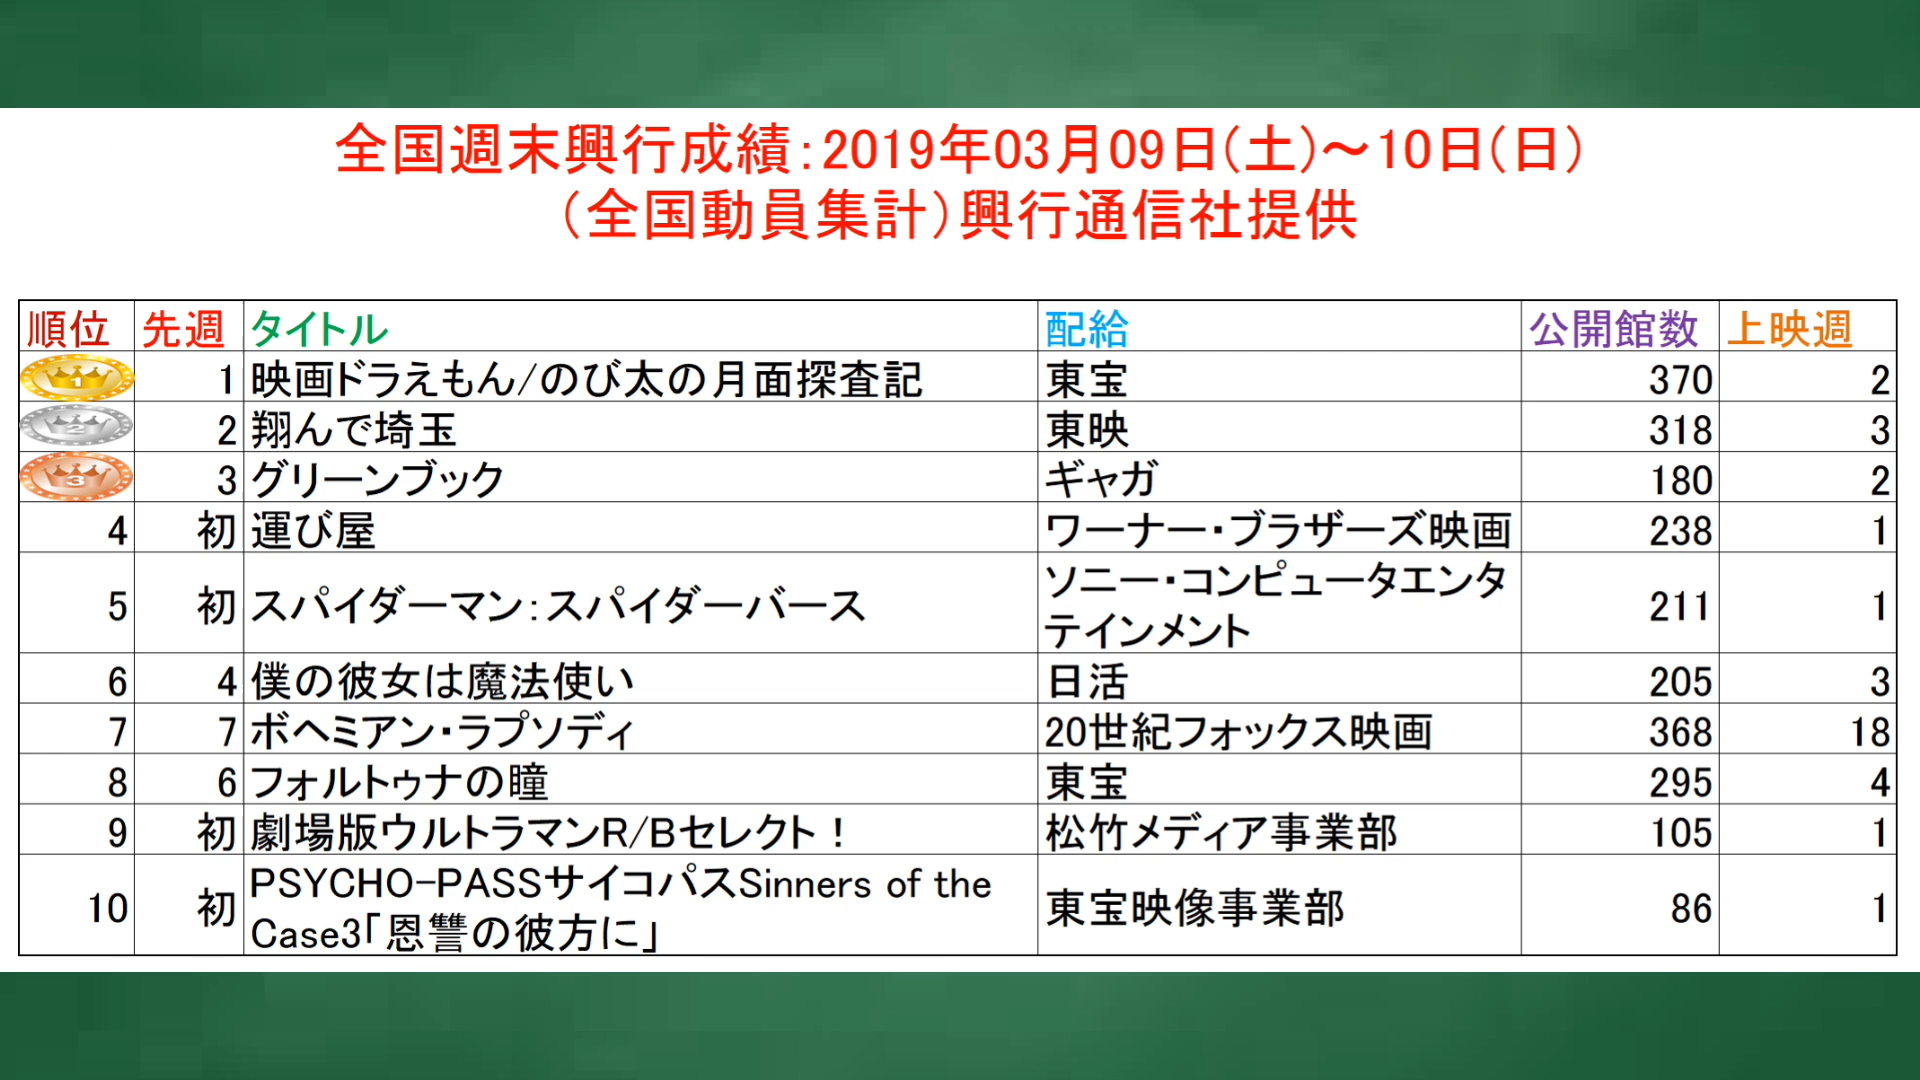 全国週末興行成績：2019年03月09日（土）～10日（日）
（全国動員集計）興行通信社提供
順位 先週 タイトル 配給 公開館数 上映週
1 1 映画ドラえもん/のび太の月面探査記 東宝 370 2
2 2 翔んで埼玉 東映 318 3
3 3 グリーンブック ギャガ 180 2
4 初 運び屋 ワーナー・ブラザーズ映画 238 1
5 初 スパイダーマン：スパイダーバース ソニー・コンピュータエンタ
テインメント 211 1
6 4 僕の彼女は魔法使い 日活 205 3
7 7 ボヘミアン・ラプソディ 20世紀フォックス映画 368 18
8 6 フォルトゥナの瞳 東宝 295 4
9 初 劇場版ウルトラマンR/Bセレクト！ 松竹メディア事業部 105 1
10 初 PSYCHO-PASSサイコパスSinners of the
Case3「恩讐の彼方に」 東宝映像事業部 86 1